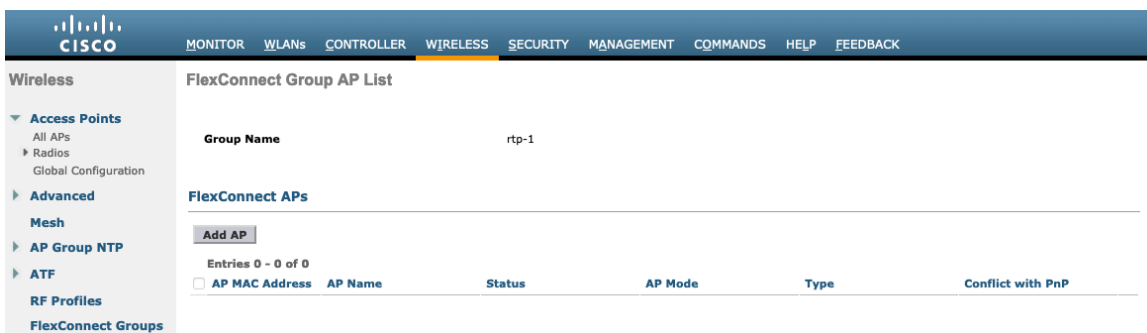 CISCO
MONITOR WLANs CONTROLLER WIRELESS SECURITY MANAGEMENT COMMANDS HELP FEEDBACK
Wireless
Access Points
All APs
Radios
Global Configuration
Advanced
Mesh
AP Group NTP
ATF
RF Profiles
FlexConnect Groups
FlexConnect Group AP List
Group Name rtp-1
FlexConnect APs
Add AP
Entries 0 - 0 of 0
AP MAC Address AP Name Status AP Mode Type Conflict with PnP